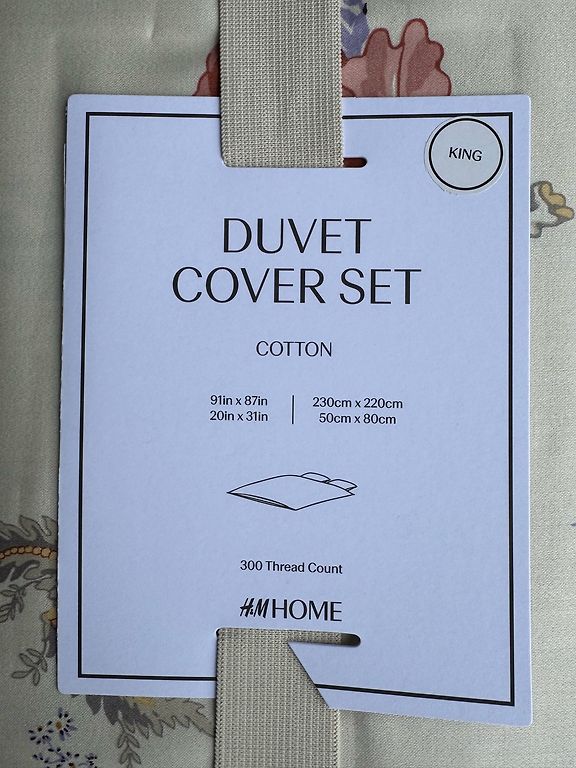 KING
DUVET
COVER SET
COTTON
91in x 87in | 230cm x 220cm
20in x 31in | 50cm x 80cm
300 Thread Count
H&M HOME